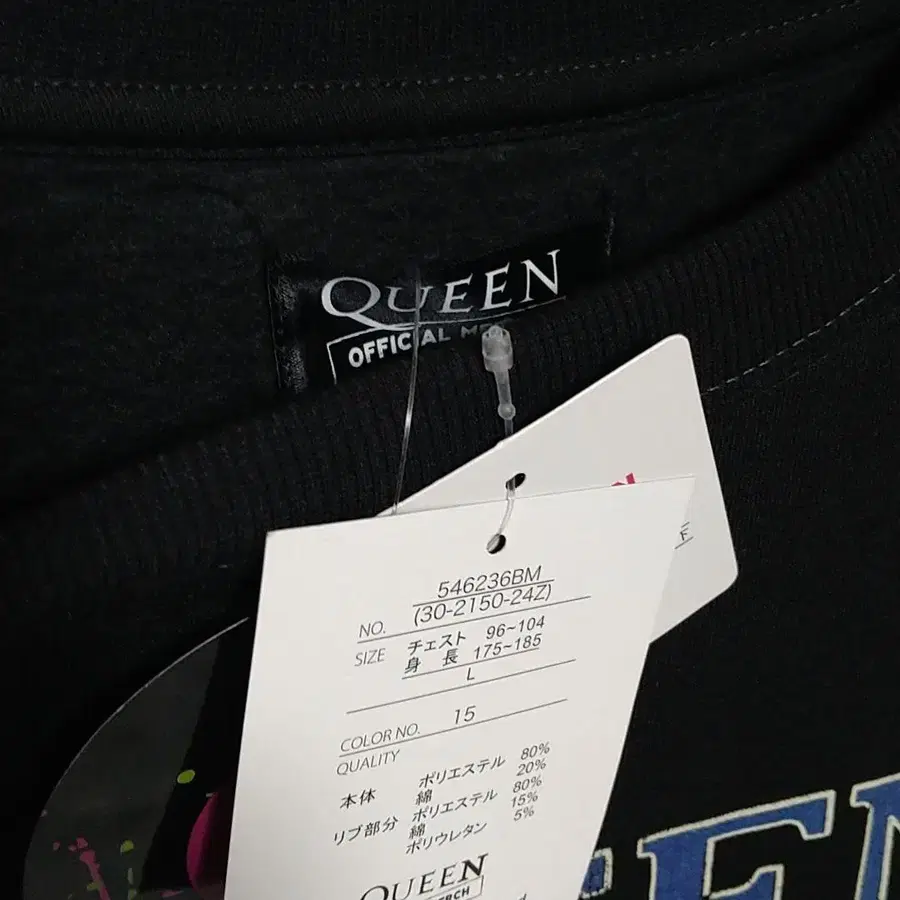 QUEEN
OFFICIAL
546236BM
NO. (30-2150-24Z)
SIZE チェスト 96~104
身 長 175~185
L
COLOR NO. 15
QUALITY
本体 ポリエステル 80%
綿 20%
リブ部分 ポリエステル 80%
綿 15%
ポリウレタン 5%
QUEEN